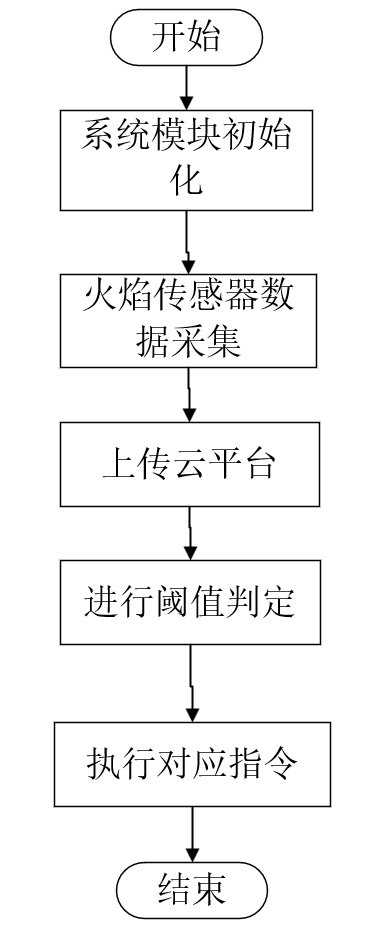 开始
系统模块初始
化
火焰传感器数
据采集
上传云平台
进行阈值判定
执行对应指令
结束